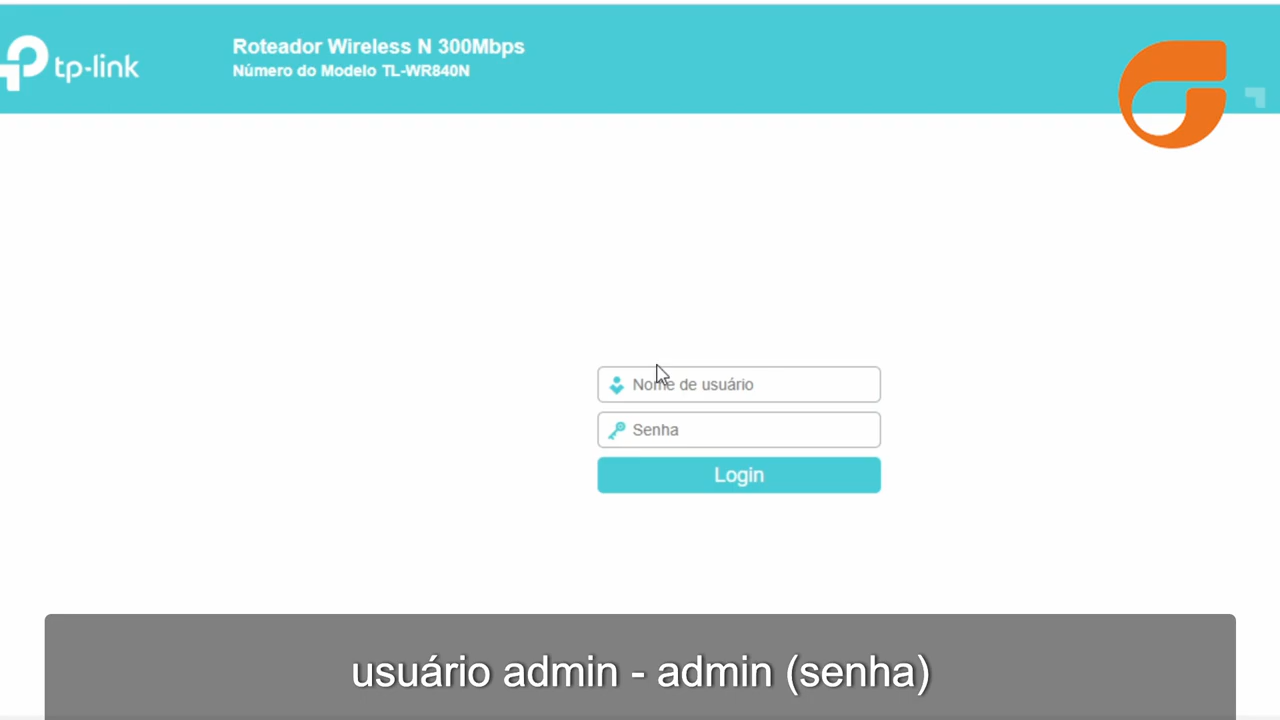 tp-link
Roteador Wireless N 300Mbps
Número do Modelo TL-WR840N
Nome de usuário
Senha
Login
usuário admin - admin (senha)